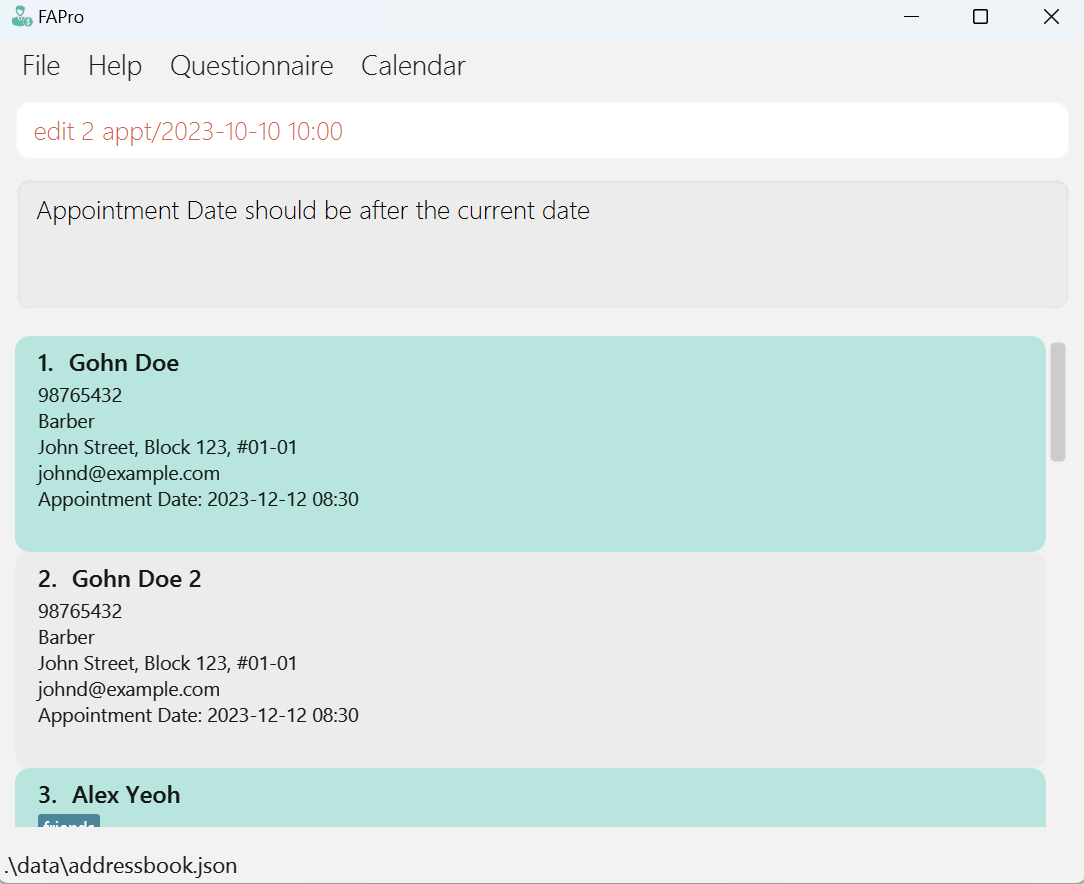 FAPro
File Help Questionnaire Calendar
edit 2 appt/2023-10-10 10:00
Appointment Date should be after the current date
1. Gohn Doe
98765432
Barber
John Street, Block 123, #01-01
johnd@example.com
Appointment Date: 2023-12-12 08:30
2. Gohn Doe 2
98765432
Barber
John Street, Block 123, #01-01
johnd@example.com
Appointment Date: 2023-12-12 08:30
3. Alex Yeoh
friends
.\data\addressbook.json